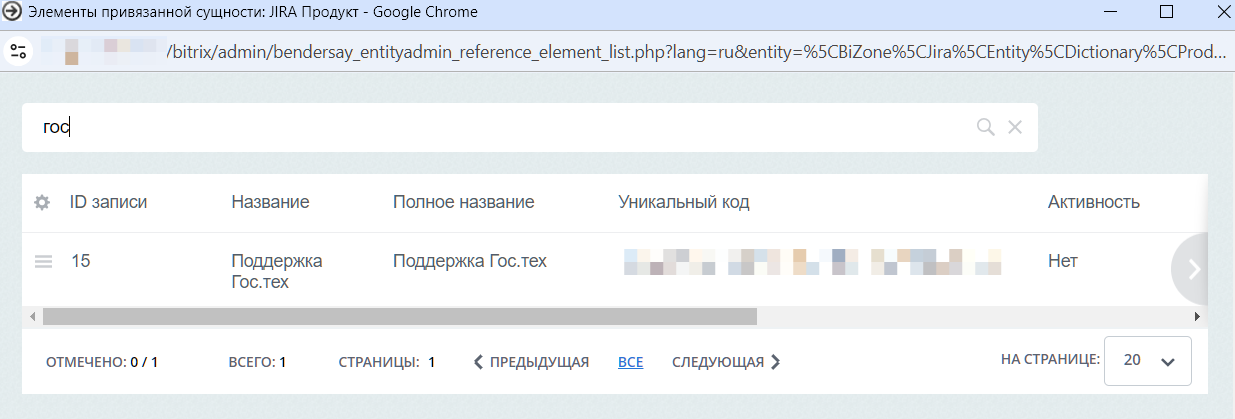 Элементы привязанной сущности: JIRA Продукт - Google Chrome
/bitrix/admin/bendersay_entityadmin_reference_element_list.php?lang=ru&entity=%5CBiZone%5CJira%5CEntity%5CDictionary%5CProd...
гос
ID записи Название Полное название Уникальный код Активность
15 Поддержка Гос.тех Поддержка Гос.тех Нет
ОТМЕЧЕНО: 0 / 1 ВСЕГО: 1 СТРАНИЦЫ: 1 ПРЕДЫДУЩАЯ ВСЕ СЛЕДУЮЩАЯ НА СТРАНИЦЕ: 20